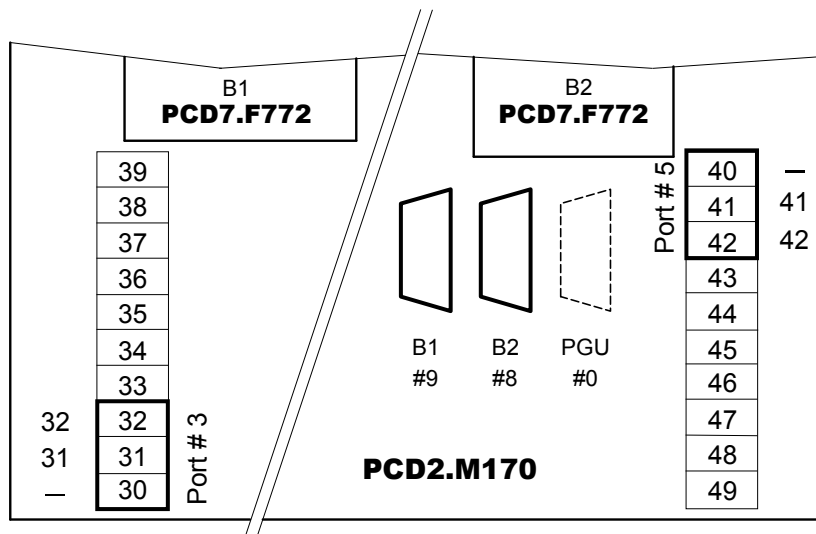 B1
PCD7.F772
B2
PCD7.F772
39
38
37
36
35
34
33
32 32
31 31
— 30
Port # 3
B1
#9
B2
#8
PGU
#0
PCD2.M170
Port # 5
40 —
41 41
42 42
43
44
45
46
47
48
49